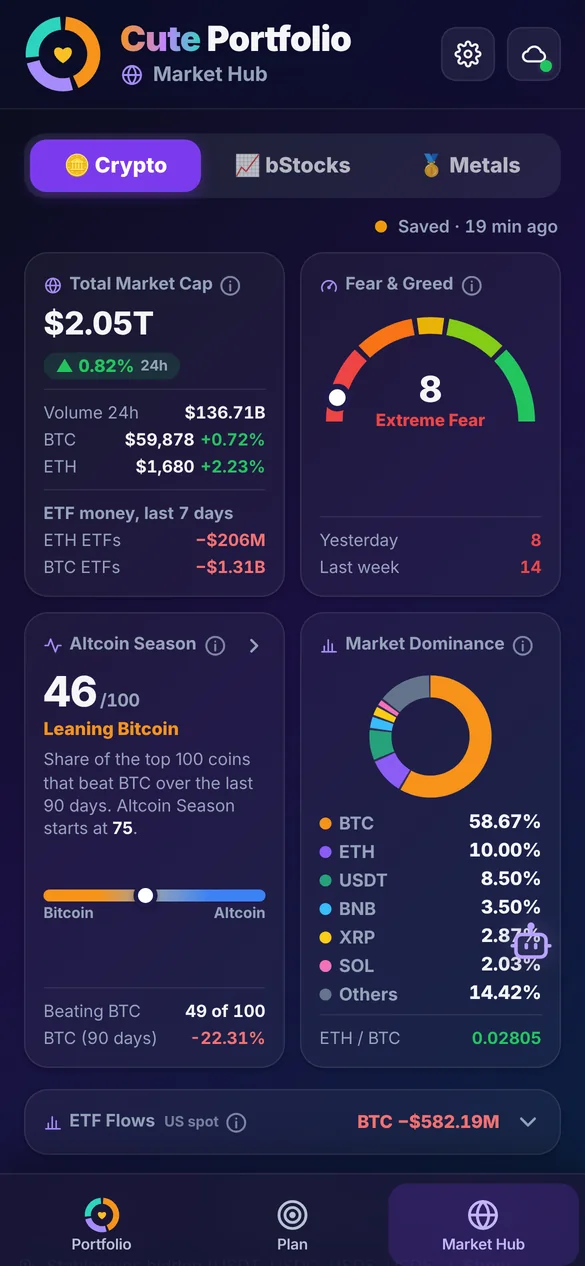 Cute Portfolio
Market Hub
Crypto
bStocks
Metals
Saved · 19 min ago
Total Market Cap
$2.05T
▲ 0.82% 24h
Volume 24h $136.71B
BTC $59,878 +0.72%
ETH $1,680 +2.23%
ETF money, last 7 days
ETH ETFs −$206M
BTC ETFs −$1.31B
Fear & Greed
8
Extreme Fear
Yesterday 8
Last week 14
Altcoin Season
46/100
Leaning Bitcoin
Share of the top 100 coins
that beat BTC over the last
90 days. Altcoin Season
starts at 75.
Bitcoin Altcoin
Beating BTC 49 of 100
BTC (90 days) -22.31%
Market Dominance
BTC 58.67%
ETH 10.00%
USDT 8.50%
BNB 3.50%
XRP 2.87%
SOL 2.03%
Others 14.42%
ETH / BTC 0.02805
ETF Flows US spot BTC −$582.19M
Portfolio
Plan
Market Hub